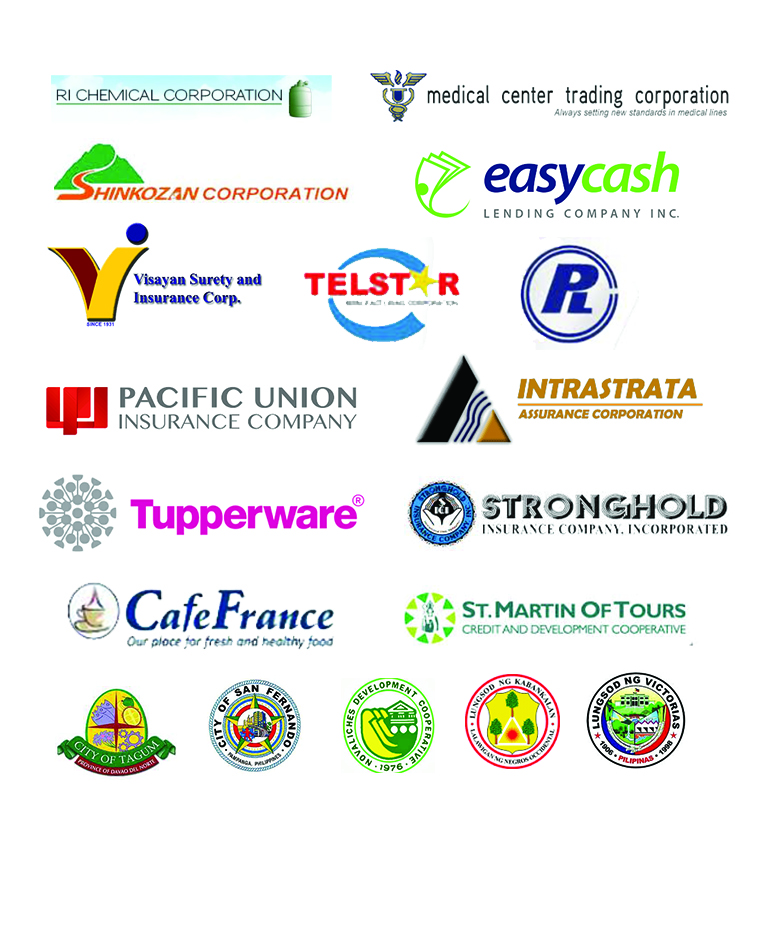 RI CHEMICAL CORPORATION
medical center trading corporation
Always setting new standards in medical lines
SHINKOZAN CORPORATION
easycash
LENDING COMPANY INC.
Visayan Surety and
Insurance Corp.
SINCE 1931
TELSTAR
CORPORATION
PL
PACIFIC UNION
INSURANCE COMPANY
INTRASTRATA
ASSURANCE CORPORATION
Tupperware®
STRONGHOLD INSURANCE COMPANY
STRONGHOLD
INSURANCE COMPANY, INCORPORATED
CafeFrance
Our place for fresh and healthy food
ST. MARTIN OF TOURS
CREDIT AND DEVELOPMENT COOPERATIVE
CITY OF TAGUM
PROVINCE OF DAVAO DEL NORTE
CITY OF SAN FERNANDO
PAMPANGA, PHILIPPINES
NOVALICHES DEVELOPMENT COOPERATIVE
1976
LUNGSOD NG KABANKALAN
LALAWIGAN NG NEGROS OCCIDENTAL
LUNGSOD NG VICTORIAS
1906 PILIPINAS 1998